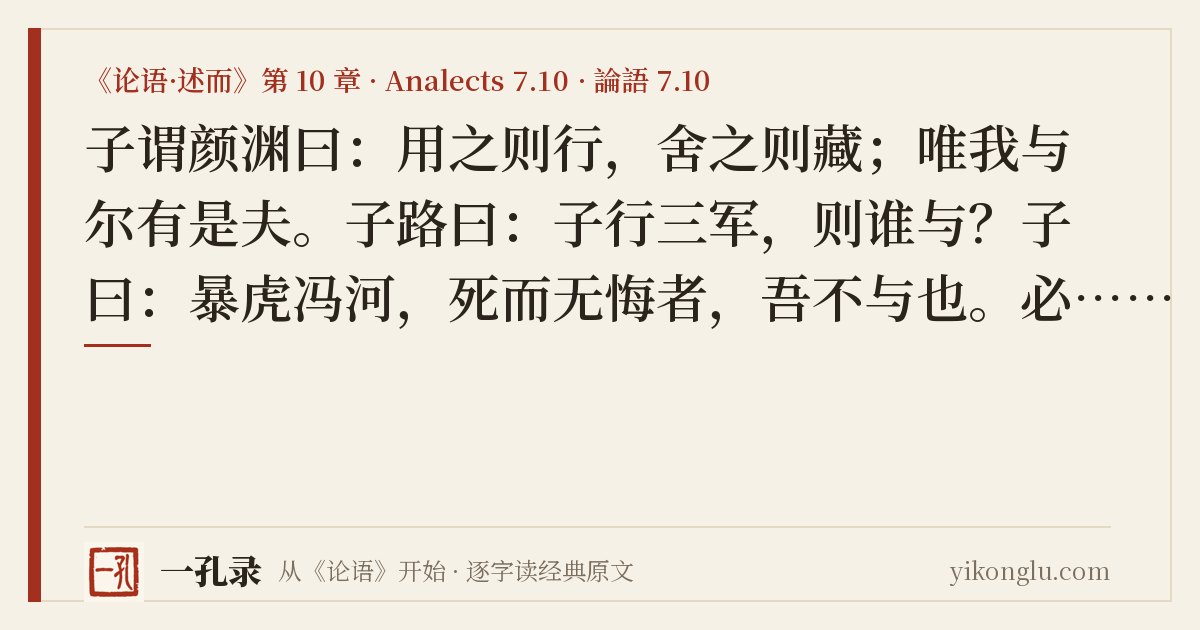 《论语·述而》第 10 章 · Analects 7.10 · 論語 7.10
子谓颜渊曰：用之则行，舍之则藏；唯我与
尔有是夫。子路曰：子行三军，则谁与？子
曰：暴虎冯河，死而无悔者，吾不与也。必……
一孔
一孔录 从《论语》开始 · 逐字读经典原文 yikonglu.com